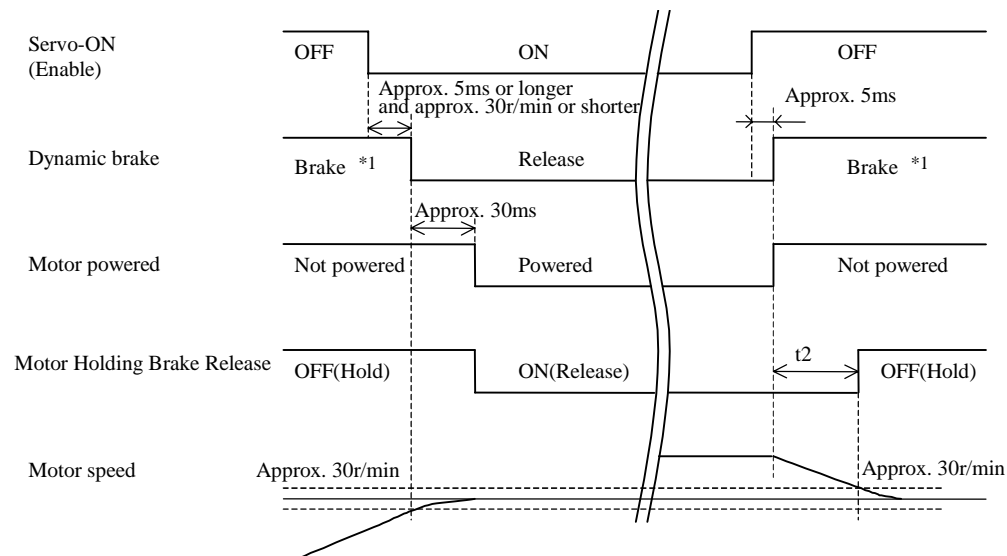 Servo-ON
(Enable)
OFF
ON
OFF
Approx. 5ms or longer
and approx. 30r/min or shorter
Approx. 5ms
Dynamic brake
Brake *1
Release
Brake *1
Approx. 30ms
Motor powered
Not powered
Powered
Not powered
Motor Holding Brake Release
OFF(Hold)
ON(Release)
t2
OFF(Hold)
Motor speed
Approx. 30r/min
Approx. 30r/min